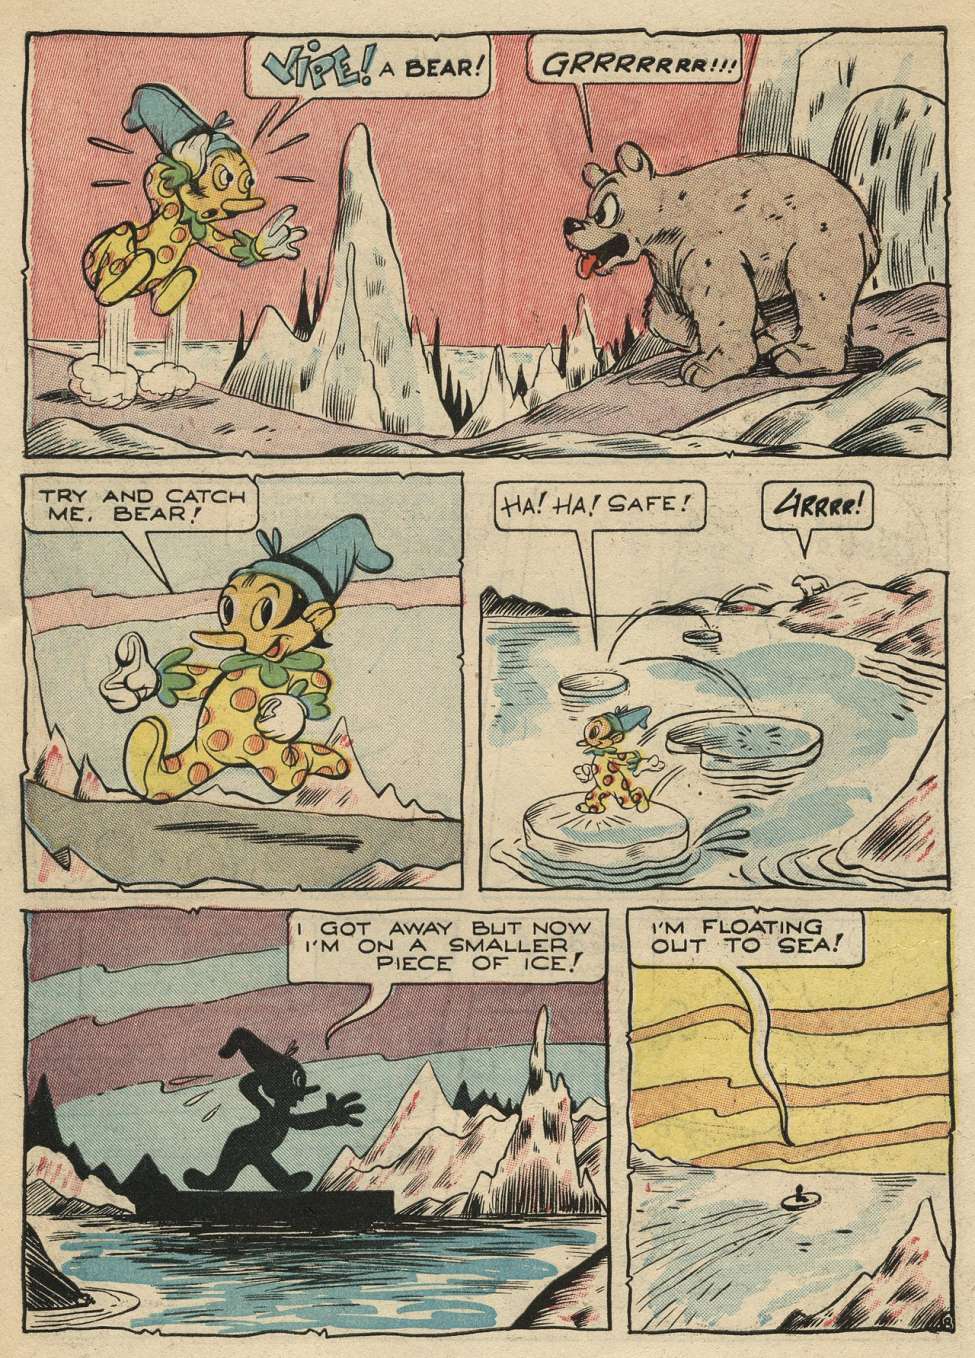 YIPE! A BEAR!
GRRRRRRR!!!
TRY AND CATCH
ME, BEAR!
HA! HA! SAFE!
GRRRR!
I GOT AWAY BUT NOW
I'M ON A SMALLER
PIECE OF ICE!
I'M FLOATING
OUT TO SEA!
8